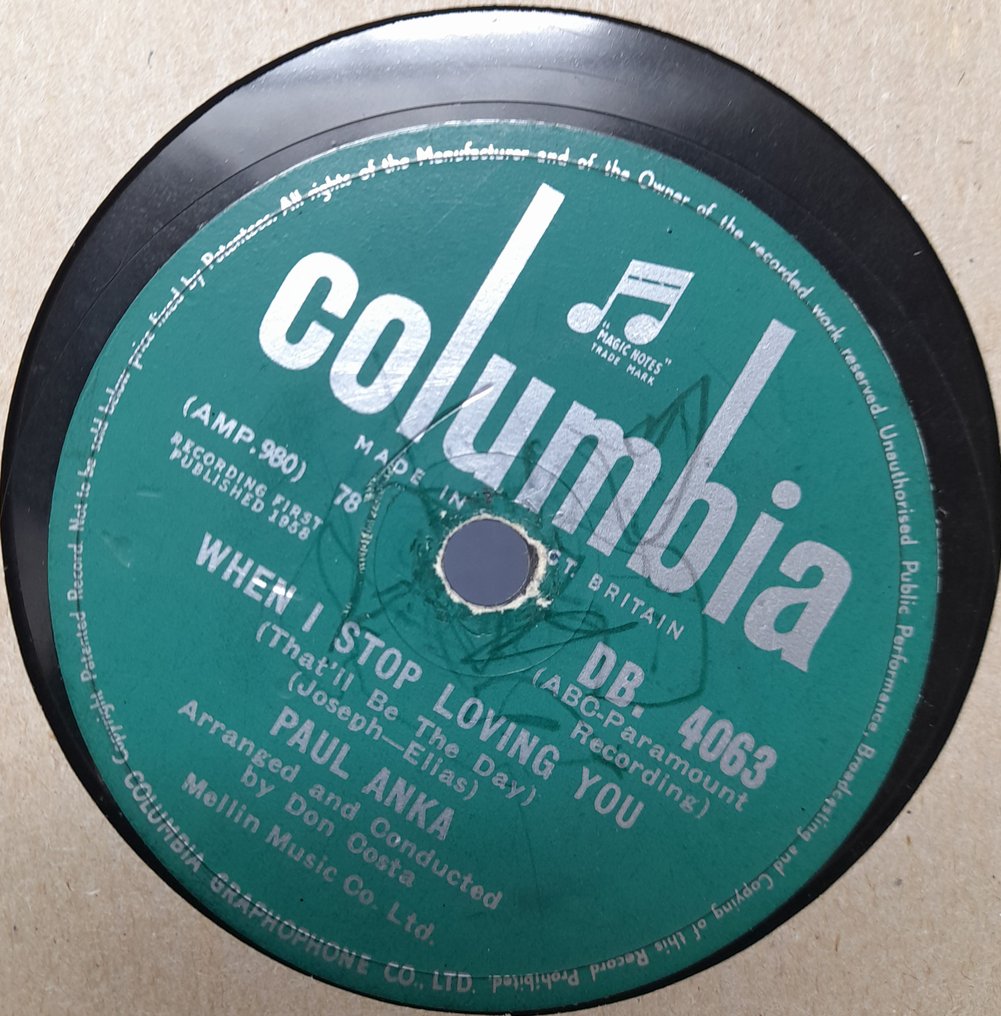 Copyright. Patented Record. Not to be sold below price fixed by Patentees. All rights of the Manufacturer and of the Owner of the recorded work reserved. Unauthorised Public Performance, Broadcasting and Copying of this Record Prohibited.
columbia
"MAGIC NOTES"
TRADE MARK
MADE IN BRITAIN
(AMP. 980)
78
RECORDING FIRST
PUBLISHED 1958
DB. 4063
(ABC-Paramount
Recording)
WHEN I STOP LOVING YOU
(That'll Be The Day)
(Joseph—Elias)
PAUL ANKA
Arranged and Conducted
by Don Costa
Mellin Music Co. Ltd.
COLUMBIA GRAPHOPHONE CO., LTD.